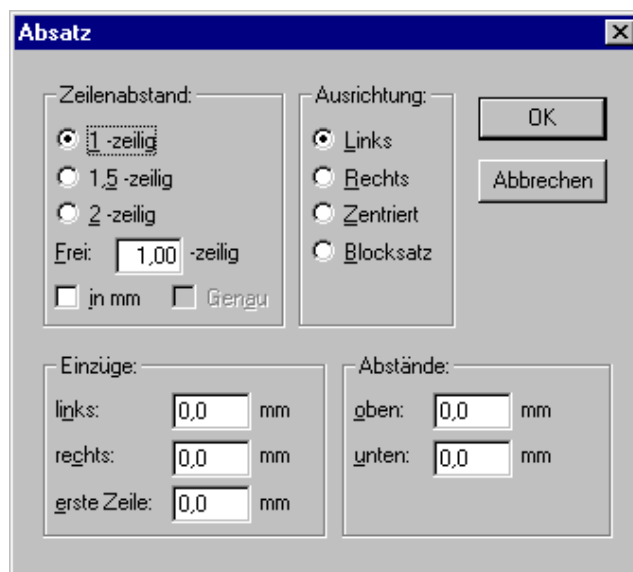 Absatz
Zeilenabstand:
1 -zeilig
1,5 -zeilig
2 -zeilig
Frei: 1,00 -zeilig
in mm Genau
Ausrichtung:
Links
Rechts
Zentriert
Blocksatz
OK
Abbrechen
Einzüge:
links: 0,0 mm
rechts: 0,0 mm
erste Zeile: 0,0 mm
Abstände:
oben: 0,0 mm
unten: 0,0 mm